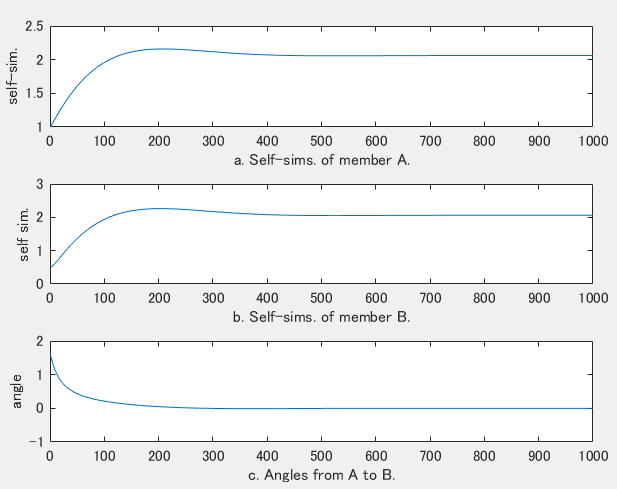 2.5
2
1.5
1
self-sim.
0 100 200 300 400 500 600 700 800 900 1000
a. Self-sims. of member A.
3
2
1
0
self sim.
0 100 200 300 400 500 600 700 800 900 1000
b. Self-sims. of member B.
2
1
0
-1
angle
0 100 200 300 400 500 600 700 800 900 1000
c. Angles from A to B.